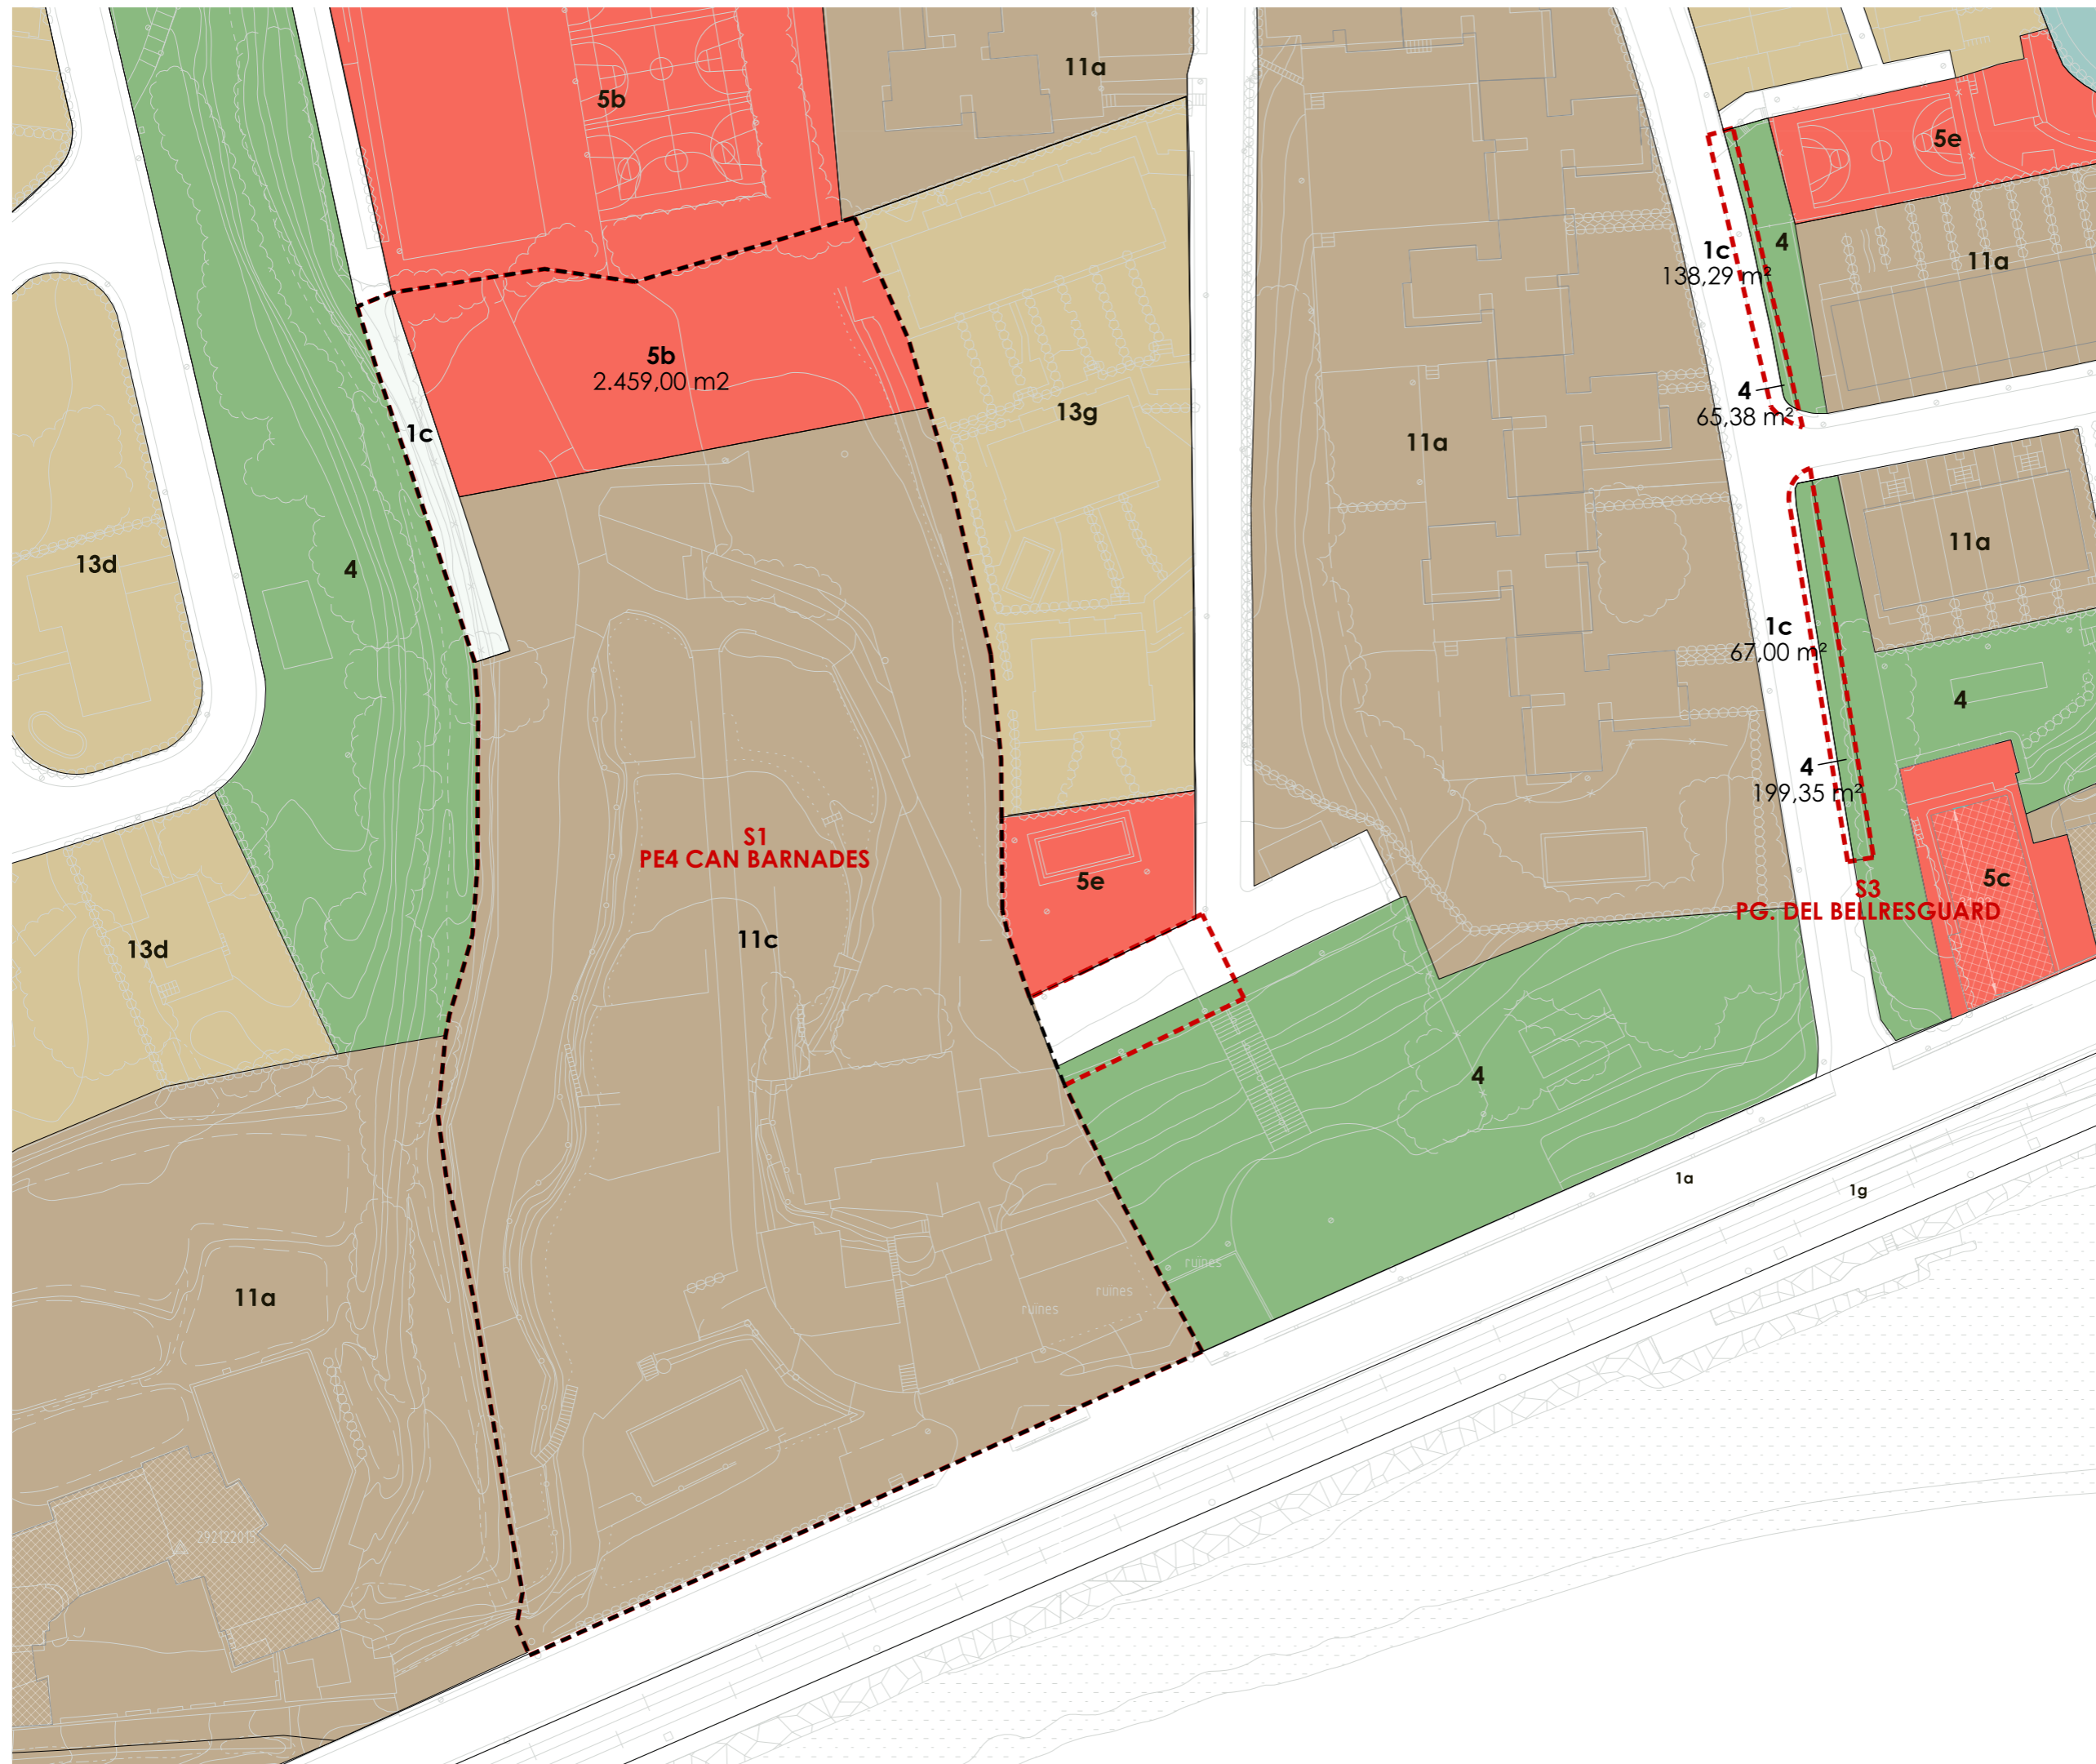 11a
5b
5e
4
1c
138,29 m²
11a
5b
2.459,00 m2
4
65,38 m²
13g
1c
11a
11a
13d
4
1c
67,00 m²
4
4
199,35 m²
S1
PE4 CAN BARNADES
5e
5c
S3
PG. DEL BELLRESGUARD
11c
13d
4
1a
1g
ruines
ruines
ruines
11a